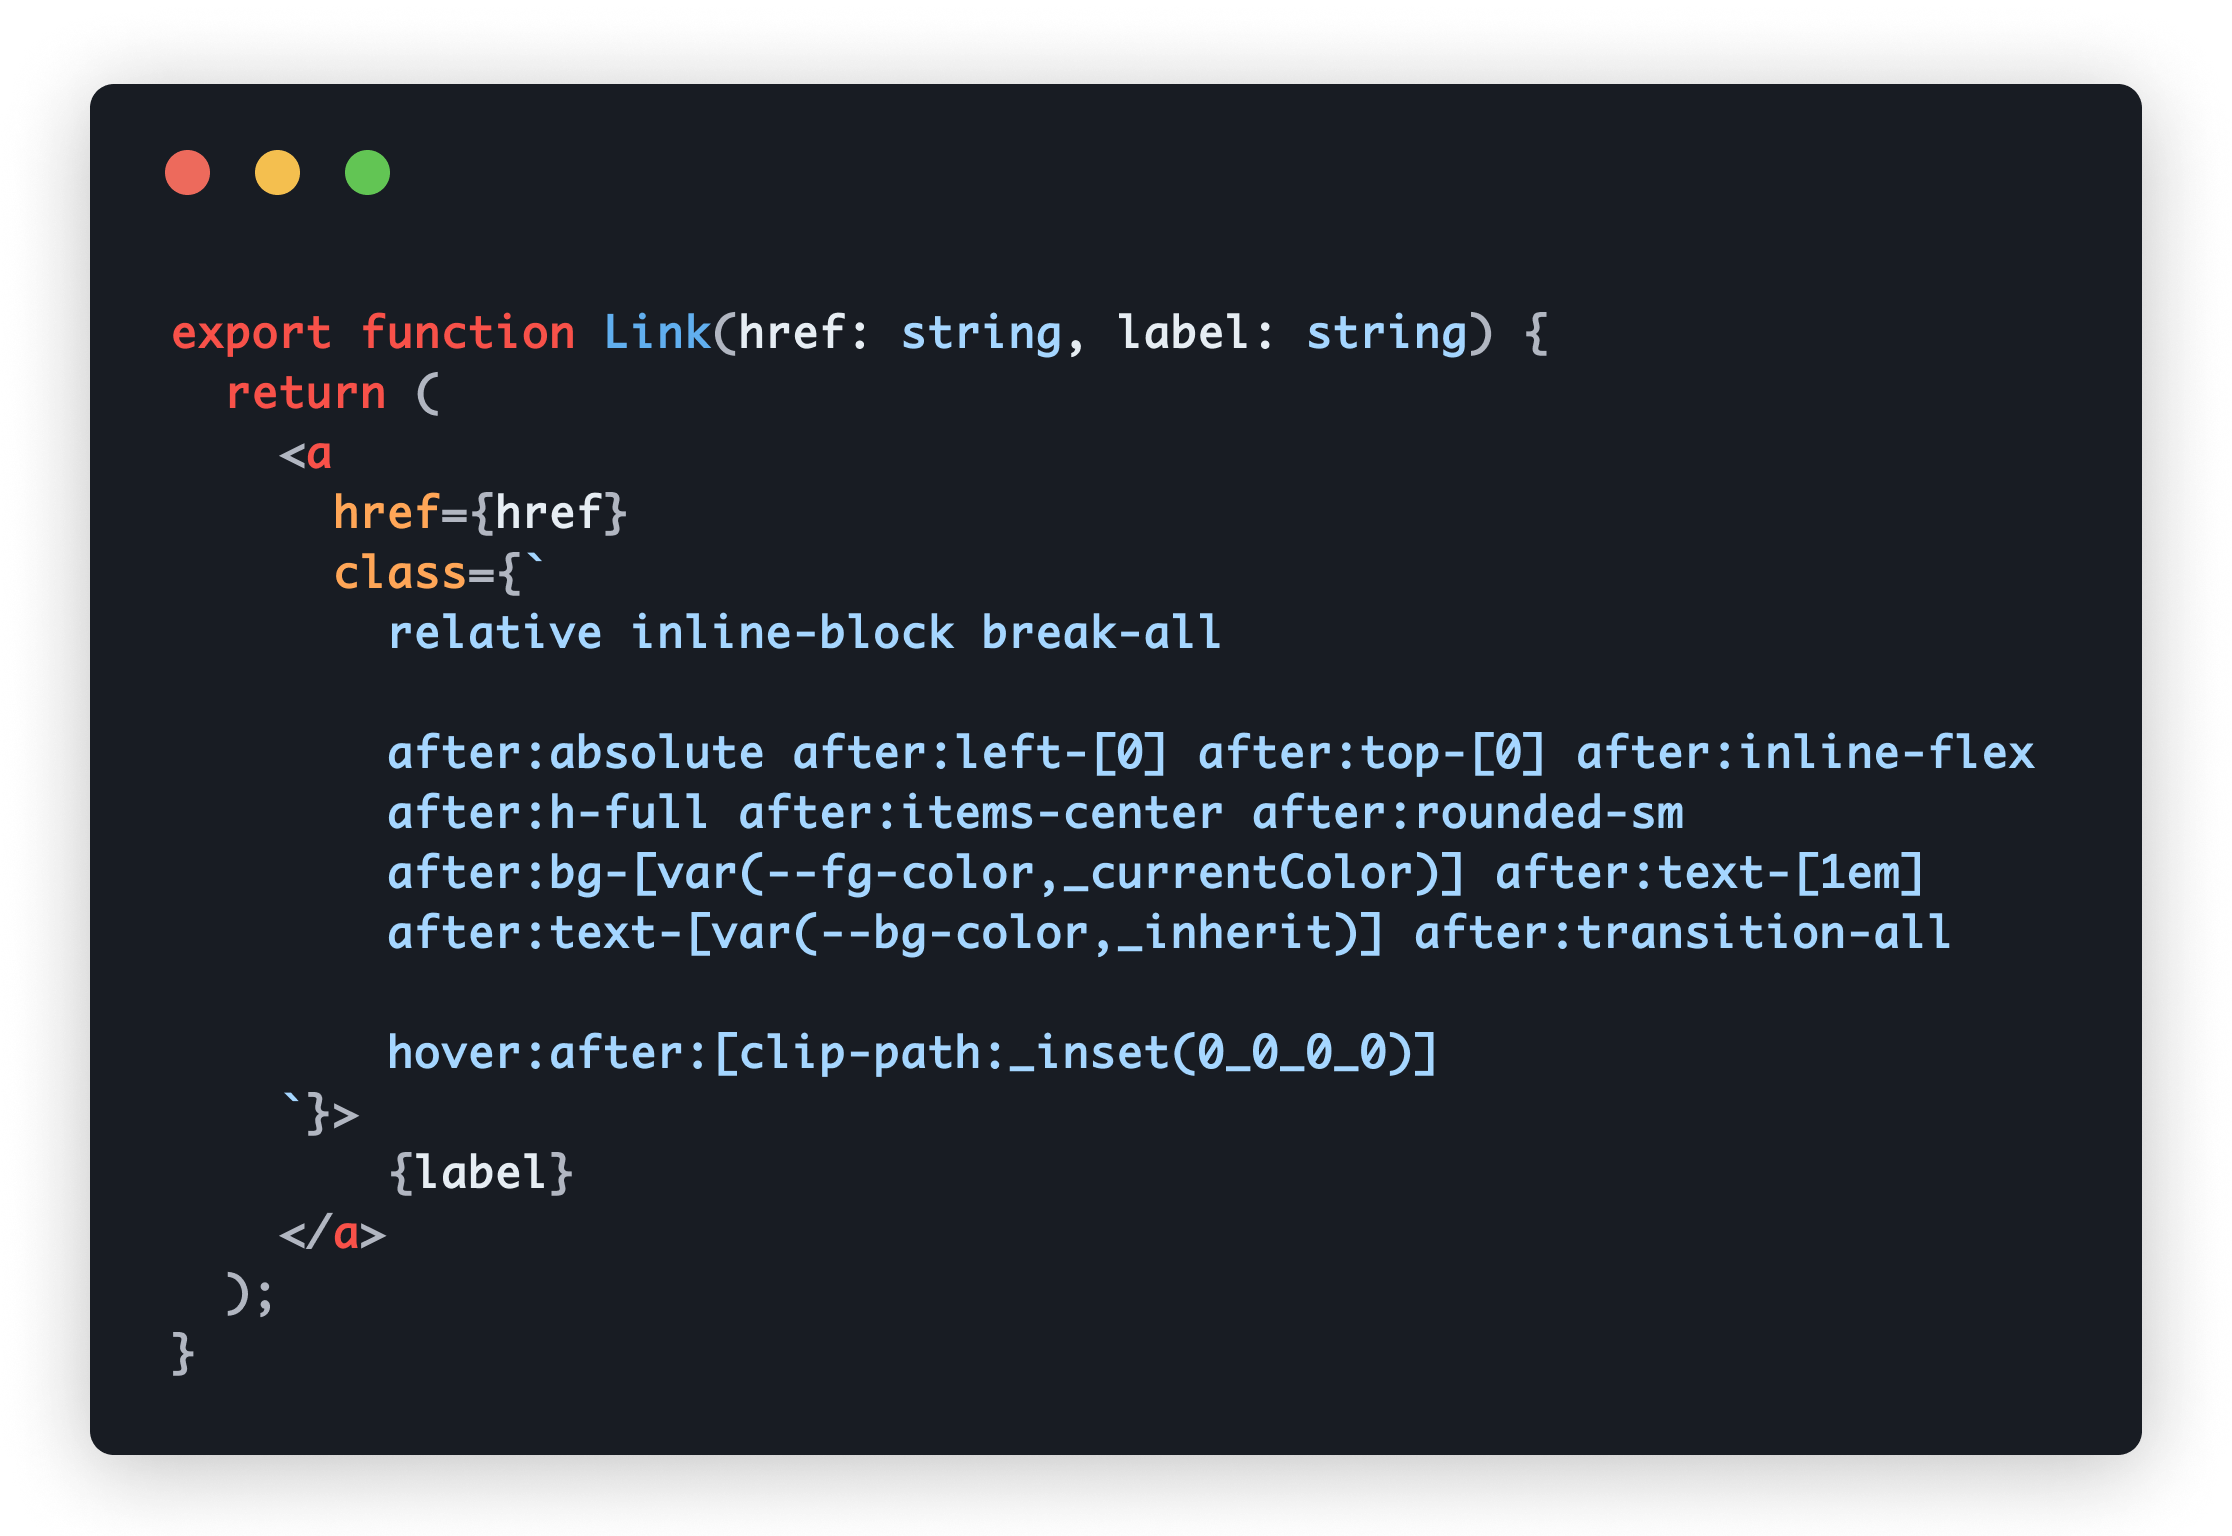 export function Link(href: string, label: string) {
  return (
    <a
      href={href}
      class={`
        relative inline-block break-all

        after:absolute after:left-[0] after:top-[0] after:inline-flex
        after:h-full after:items-center after:rounded-sm
        after:bg-[var(--fg-color,_currentColor)] after:text-[1em]
        after:text-[var(--bg-color,_inherit)] after:transition-all

        hover:after:[clip-path:_inset(0_0_0_0)]
    `}>
        {label}
    </a>
  );
}